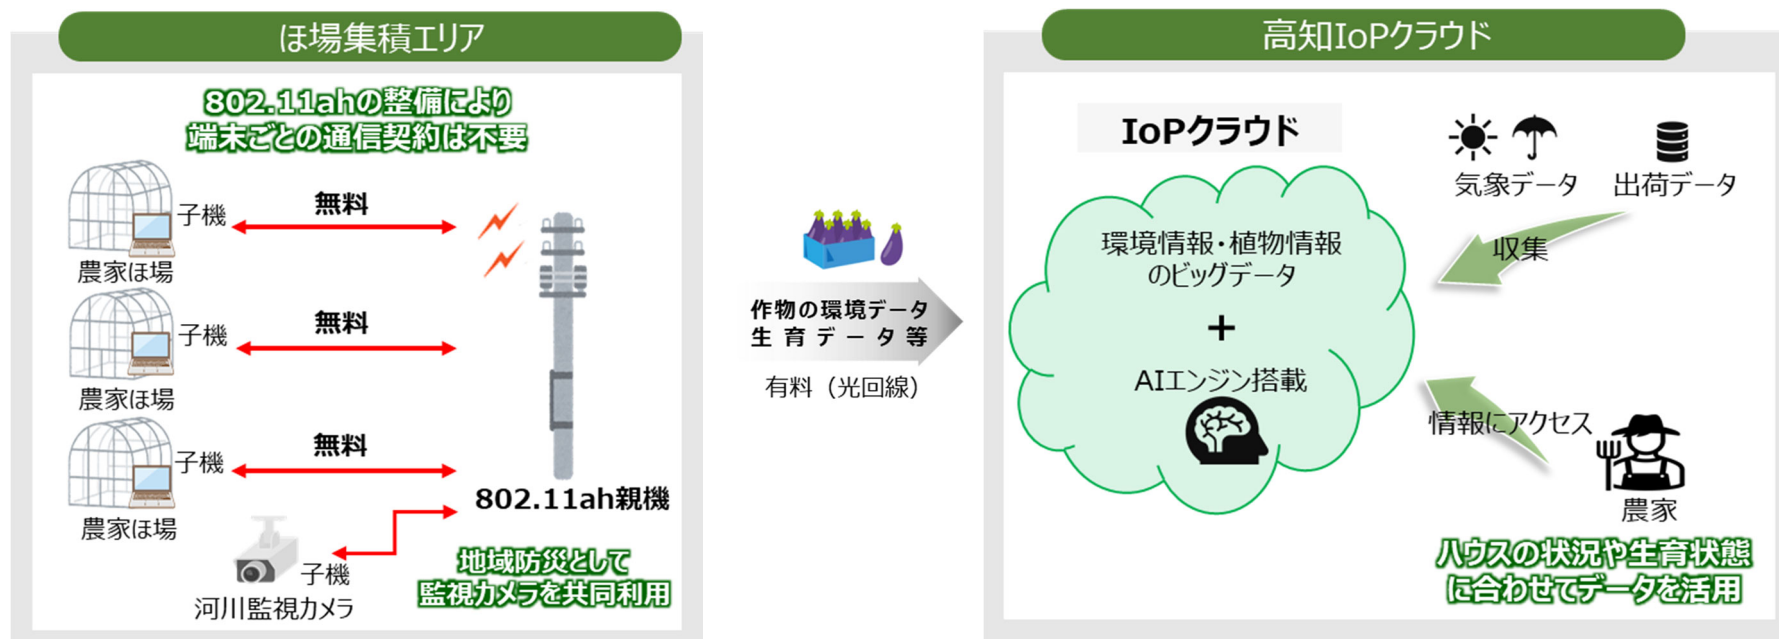 ほ場集積エリア
802.11ahの整備により
端末ごとの通信契約は不要
子機
無料
農家ほ場
子機
無料
農家ほ場
子機
無料
農家ほ場
802.11ah親機
子機
河川監視カメラ
地域防災として
監視カメラを共同利用
作物の環境データ
生育データ等
有料（光回線）
高知IoPクラウド
IoPクラウド
環境情報・植物情報
のビッグデータ
+
AIエンジン搭載
気象データ
出荷データ
収集
情報にアクセス
農家
ハウスの状況や生育状態
に合わせてデータを活用